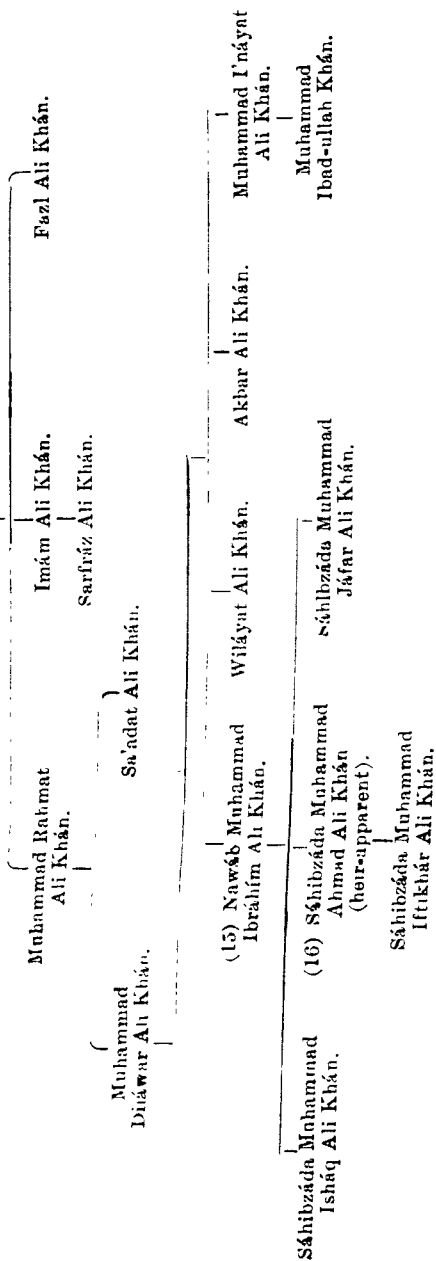 Muhammad Rahmat
Ali Khán.
Imám Ali Khán.
Fazl Ali Khán.
Sarfráz Ali Khán.
Muhammad
Diláwar Ali Khán.
Sa'adat Ali Khán.
(15) Nawáb Muhammad
Ibráhím Ali Khán.
Wiláyat Ali Khán.
Akbar Ali Khán.
Muhammad I'náyat
Ali Khán.
Muhammad
Ibad-ullah Khán.
Sáhibzáda Muhammad
Isháq Ali Khán.
(16) Sáhibzáda Muhammad
Ahmad Ali Khán
(heir-apparent).
Sáhibzáda Muhammad
Jáfar Ali Khán.
Sáhibzáda Muhammad
Iftikhár Ali Khán.